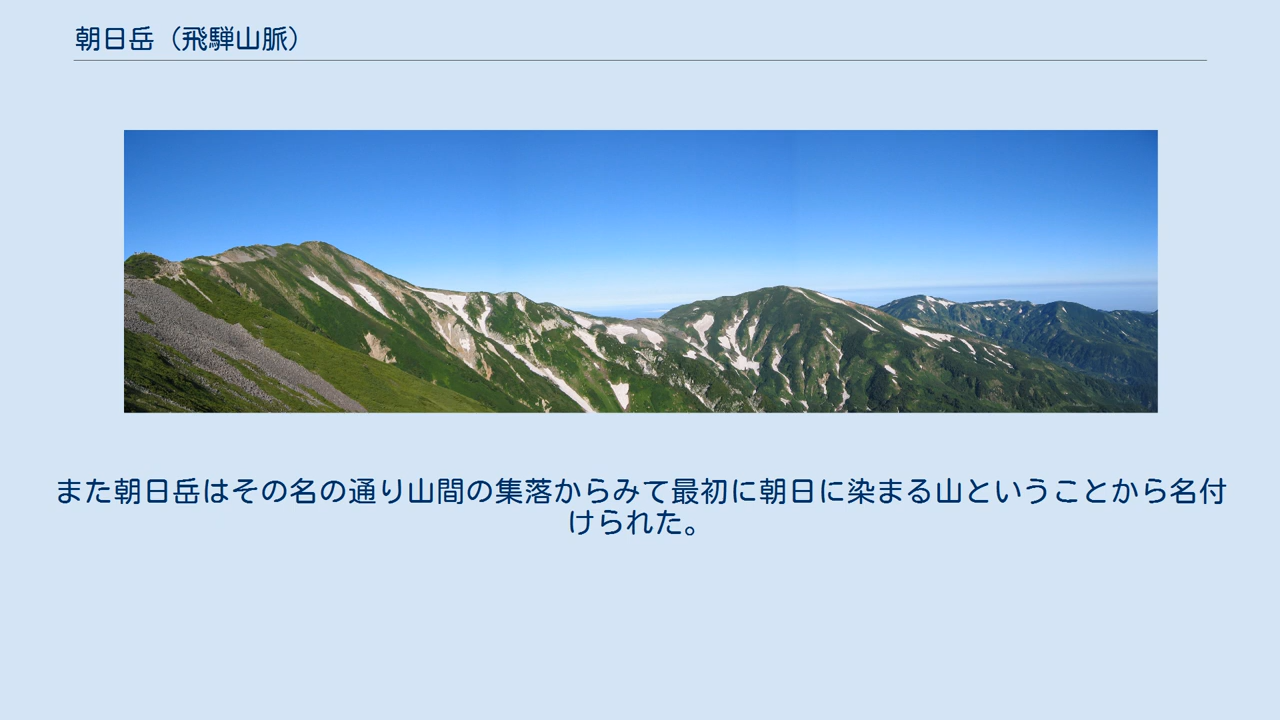 朝日岳（飛騨山脈）
また朝日岳はその名の通り山間の集落からみて最初に朝日に染まる山ということから名付
けられた。